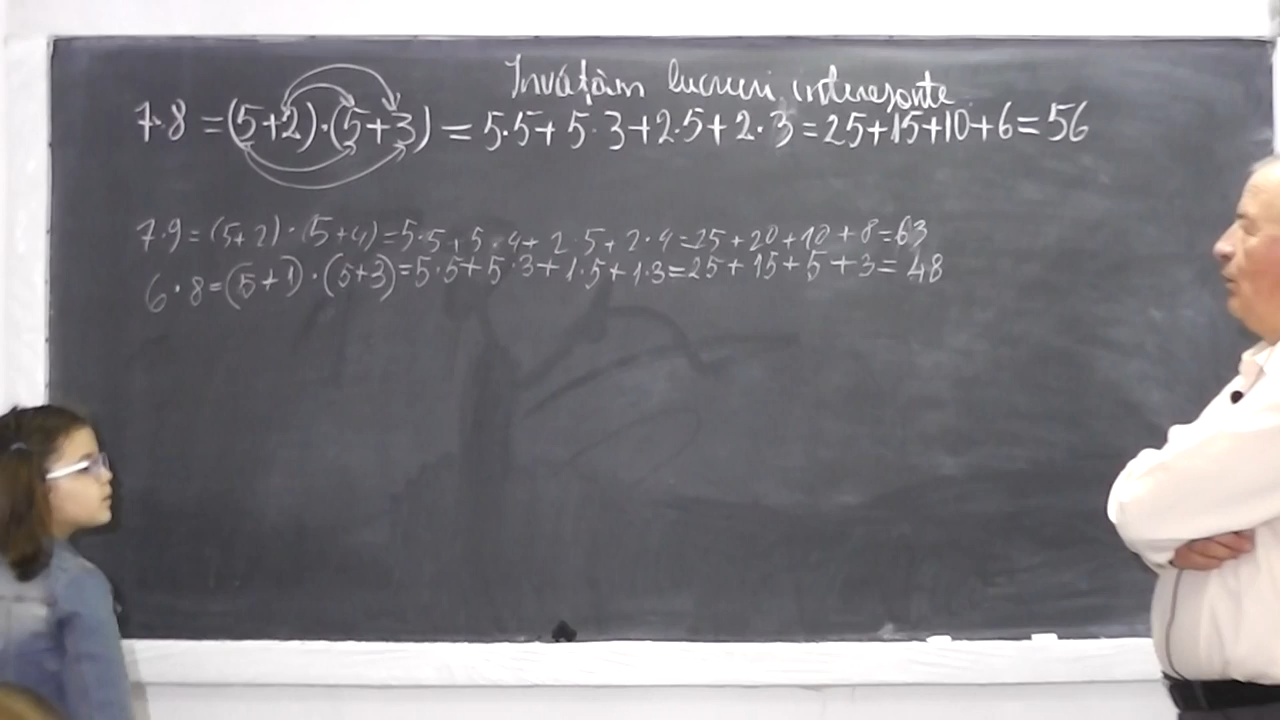 Învățăm lucruri interesante
7·8=(5+2)·(5+3)=5·5+5·3+2·5+2·3=25+15+10+6=56
7·9=(5+2)·(5+4)=5·5+5·4+2·5+2·4=25+20+10+8=63
6·8=(5+1)·(5+3)=5·5+5·3+1·5+1·3=25+15+5+3=48